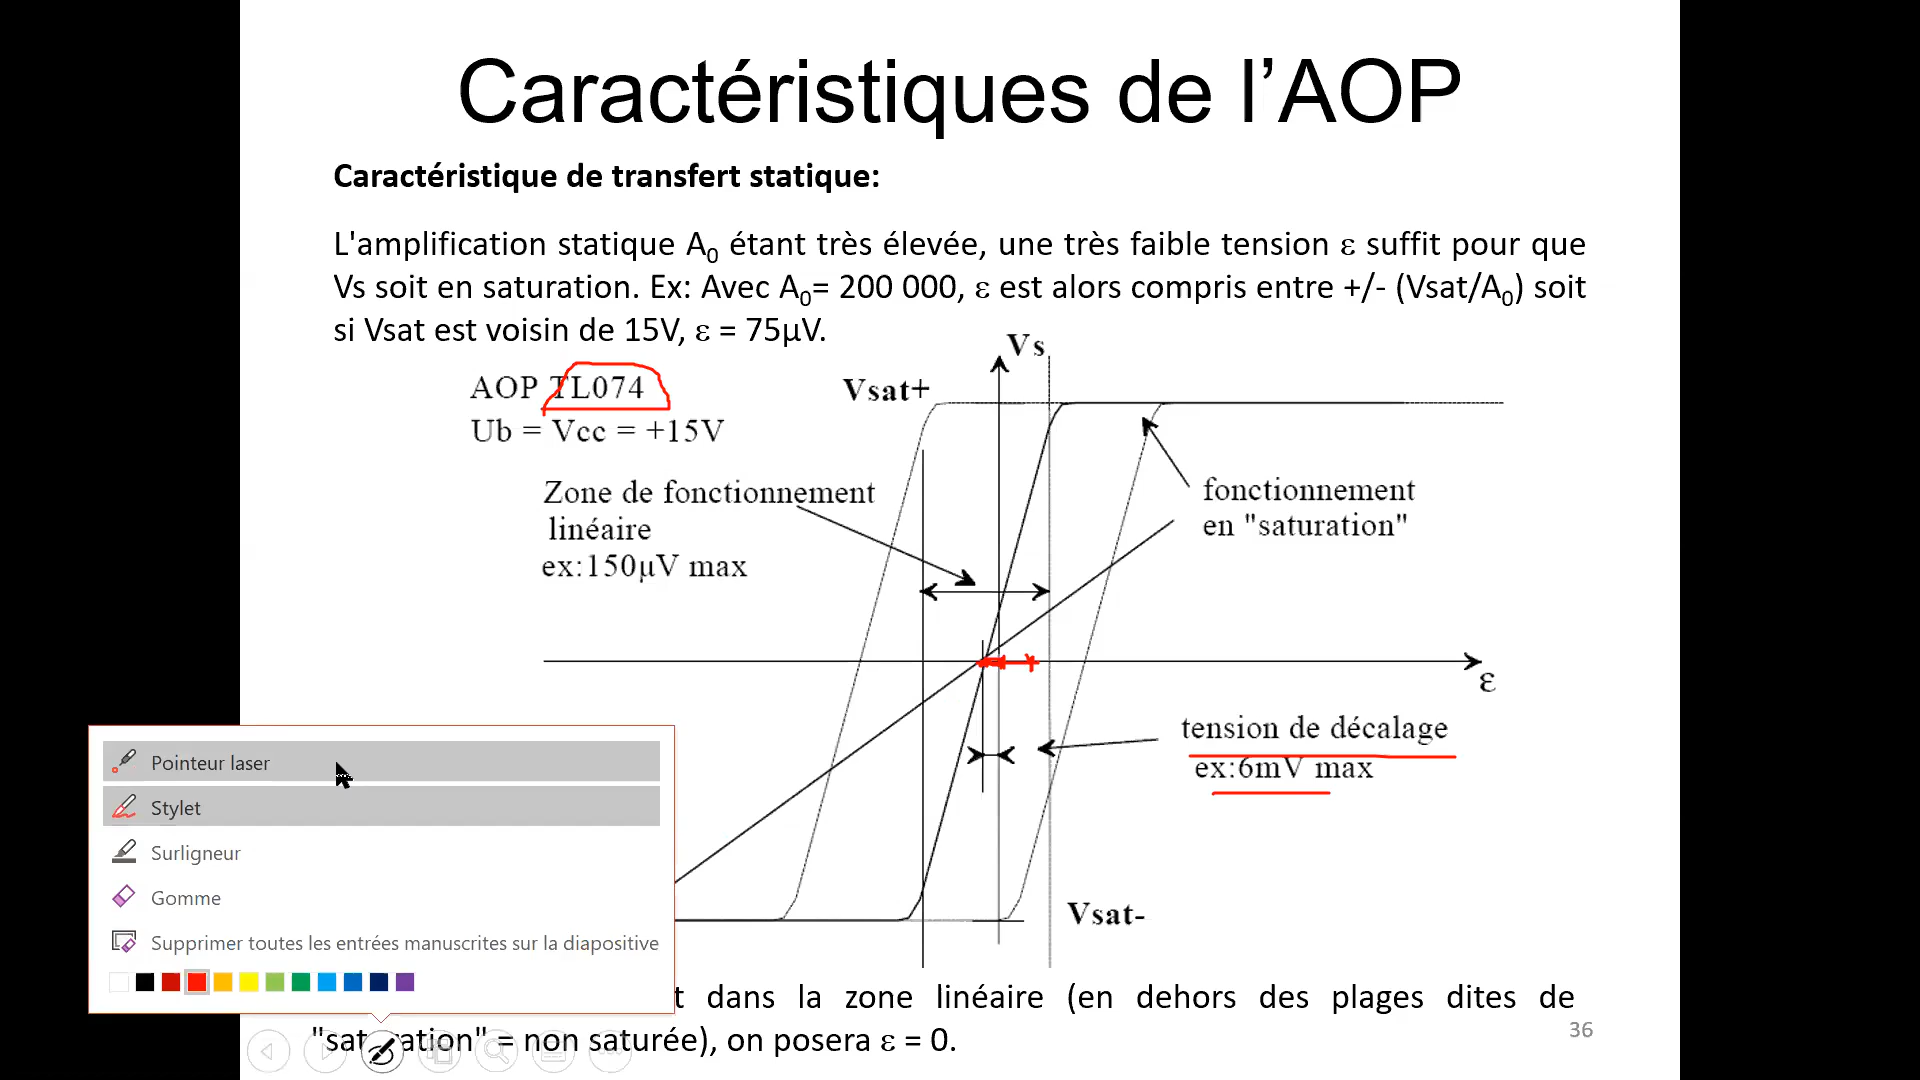 Caractéristiques de l’AOP
Caractéristique de transfert statique:
L'amplification statique A₀ étant très élevée, une très faible tension ε suffit pour que
Vs soit en saturation. Ex: Avec A₀= 200 000, ε est alors compris entre +/- (Vsat/A₀) soit
si Vsat est voisin de 15V, ε = 75µV.
Vs
AOP TL074
Vsat+
Ub = Vcc = +15V
Zone de fonctionnement
linéaire
ex:150µV max
fonctionnement
en "saturation"
ε
tension de décalage
ex:6mV max
Vsat-
Pointeur laser
Stylet
Surligneur
Gomme
Supprimer toutes les entrées manuscrites sur la diapositive
t dans la zone linéaire (en dehors des plages dites de
"saturation" = non saturée), on posera ε = 0.
36